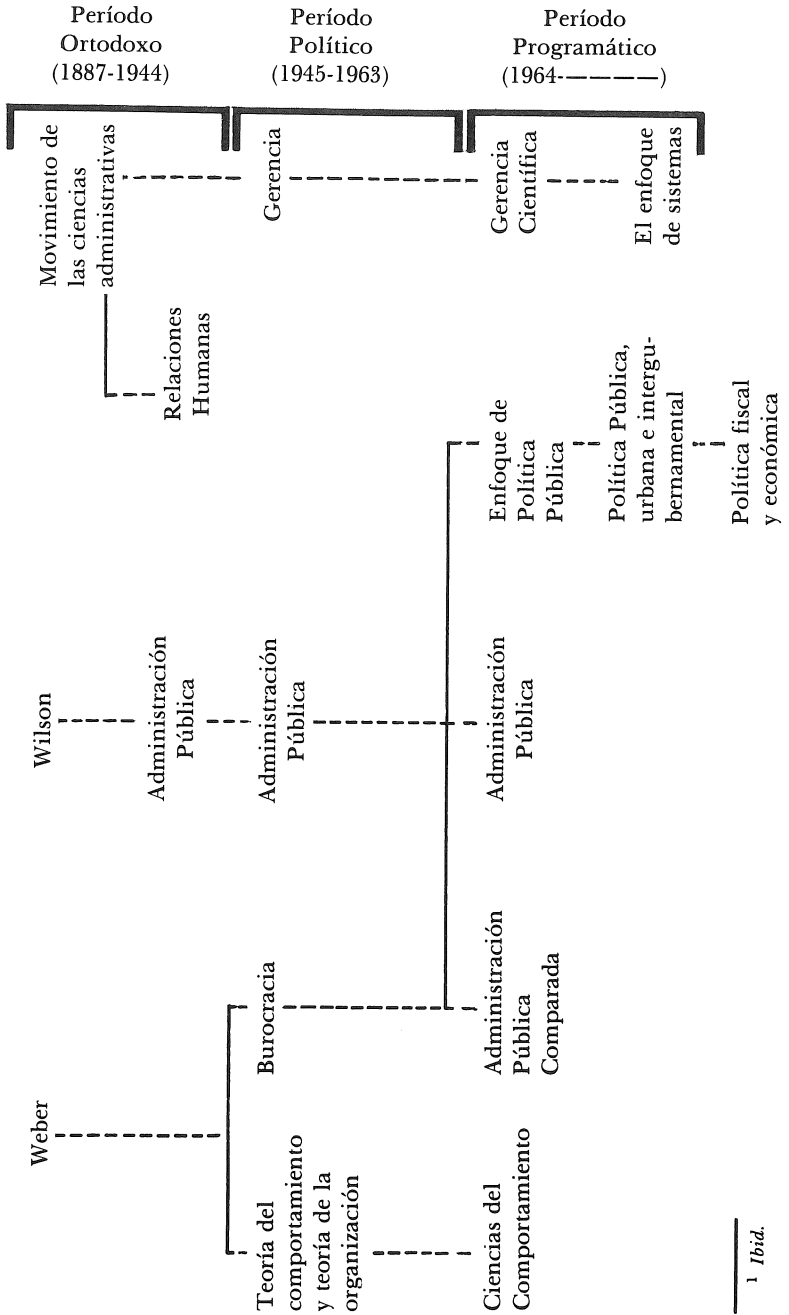 Período
Ortodoxo
(1887-1944)
Período
Político
(1945-1963)
Período
Programático
(1964-————)
Weber
Wilson
Movimiento de
las ciencias
administrativas
Administración
Pública
Relaciones
Humanas
Teoría del
comportamiento
y teoría de la
organización
Burocracia
Administración
Pública
Gerencia
Ciencias del
Comportamiento
Administración
Pública
Comparada
Administración
Pública
Enfoque de
Política
Pública
Gerencia
Científica
Política Pública,
urbana e intergu-
bernamental
El enfoque
de sistemas
Política fiscal
y económica
1 Ibid.